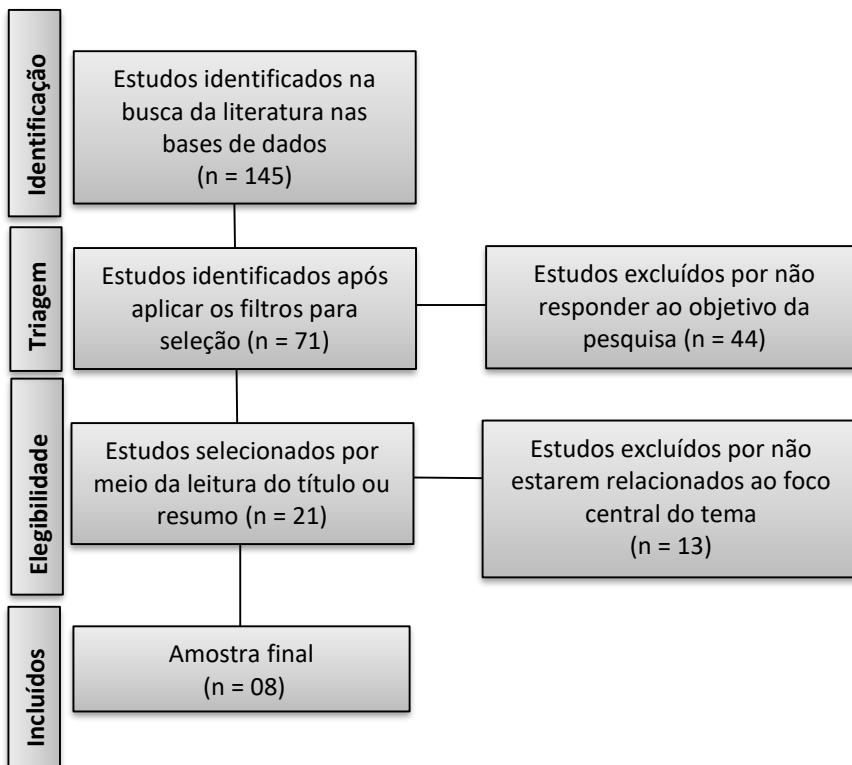 Identificação
Estudos identificados na
busca da literatura nas
bases de dados
(n = 145)
Triagem
Estudos identificados após
aplicar os filtros para
seleção (n = 71)
Estudos excluídos por não
responder ao objetivo da
pesquisa (n = 44)
Elegibilidade
Estudos selecionados por
meio da leitura do título ou
resumo (n = 21)
Estudos excluídos por não
estarem relacionados ao foco
central do tema
(n = 13)
Incluídos
Amostra final
(n = 08)